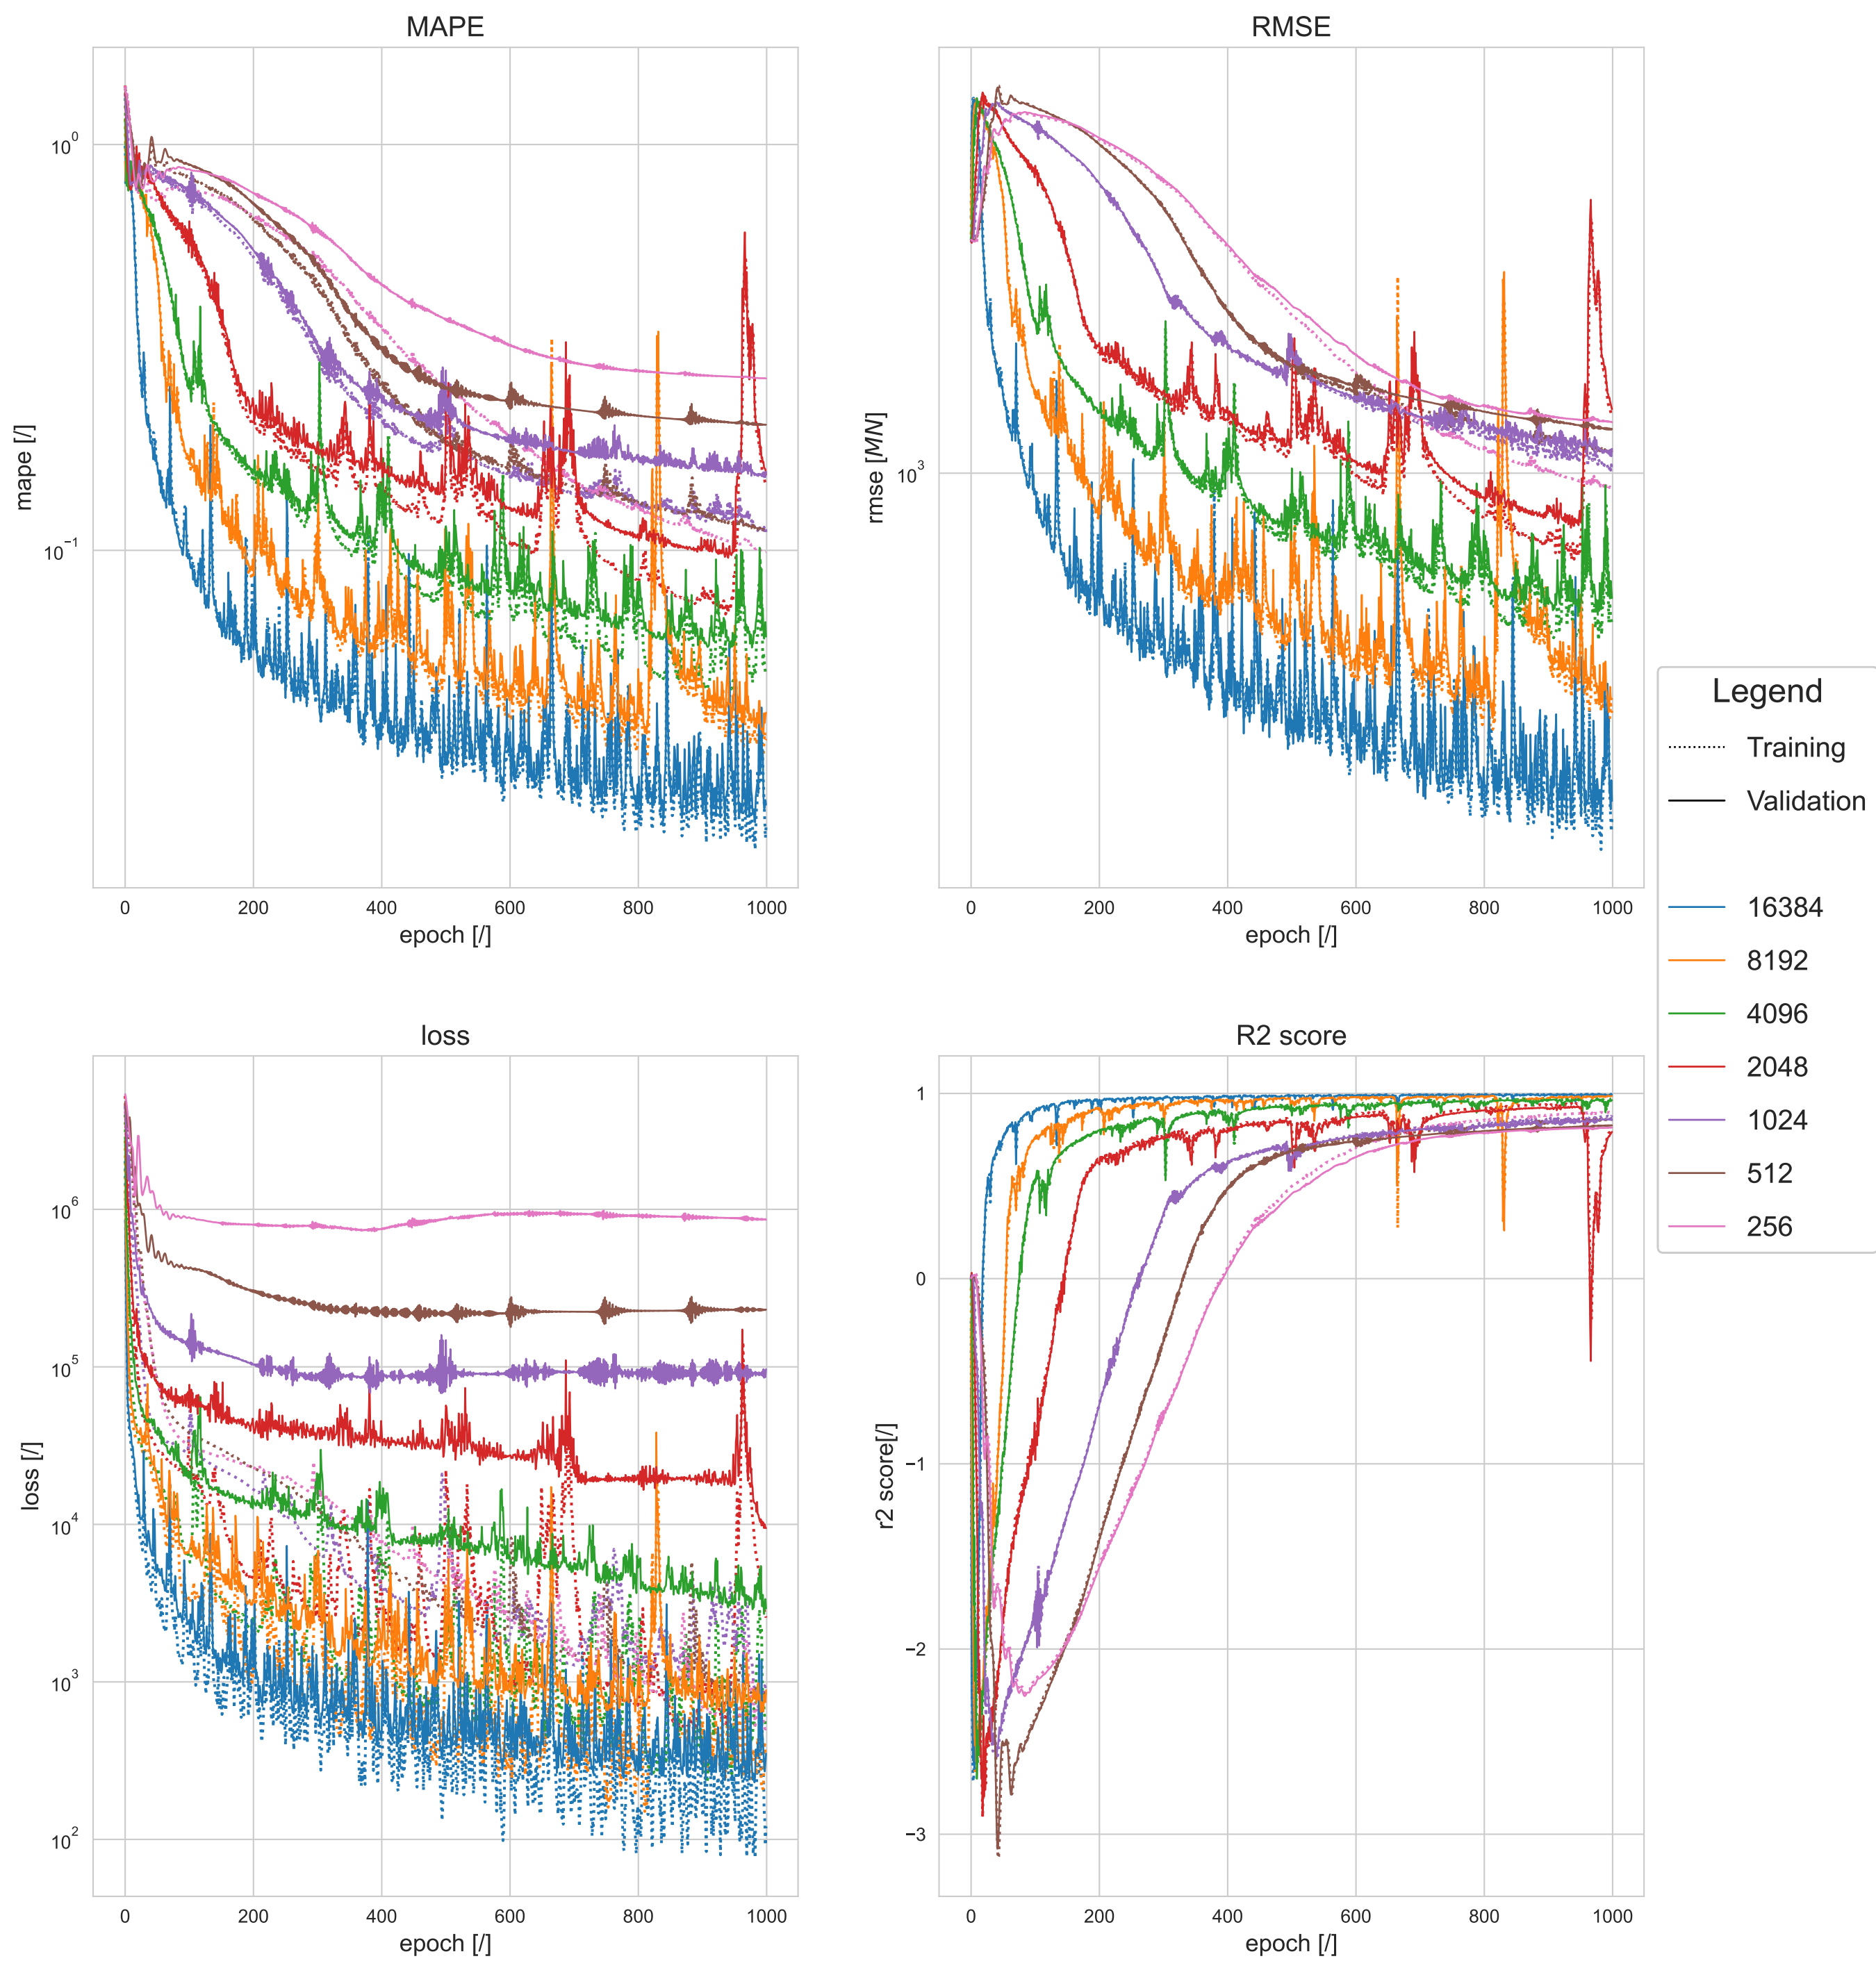 MAPE
10^0
10^-1
mape [/]
0 200 400 600 800 1000
epoch [/]
RMSE
10^3
rmse [MN]
0 200 400 600 800 1000
epoch [/]
Legend
Training
Validation
16384
8192
4096
2048
1024
512
256
loss
10^6
10^5
10^4
10^3
10^2
loss [/]
0 200 400 600 800 1000
epoch [/]
R2 score
1
0
−1
−2
−3
r2 score[/]
0 200 400 600 800 1000
epoch [/]